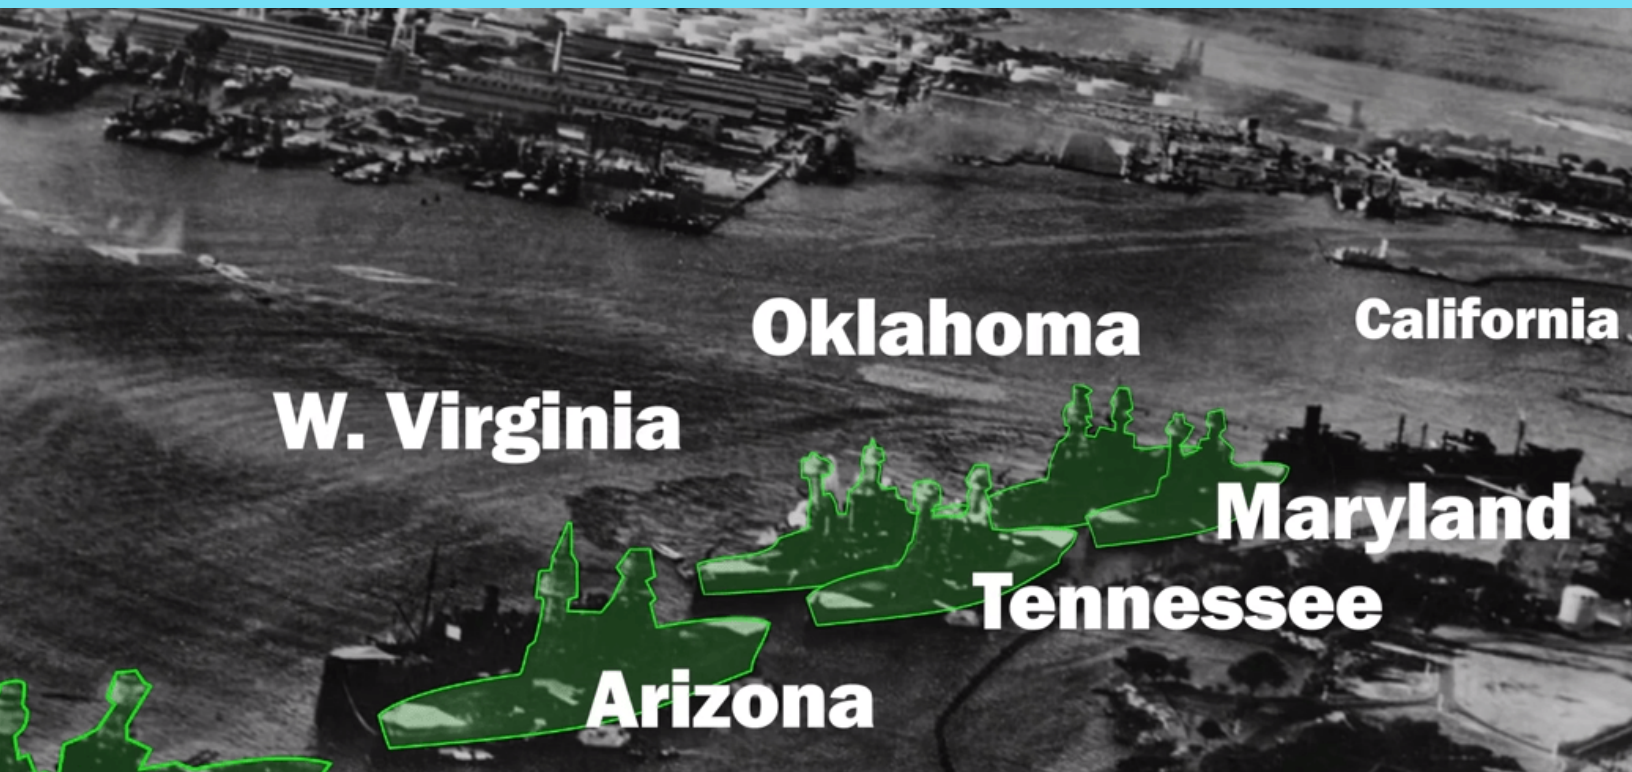 Oklahoma
California
W. Virginia
Maryland
Tennessee
Arizona